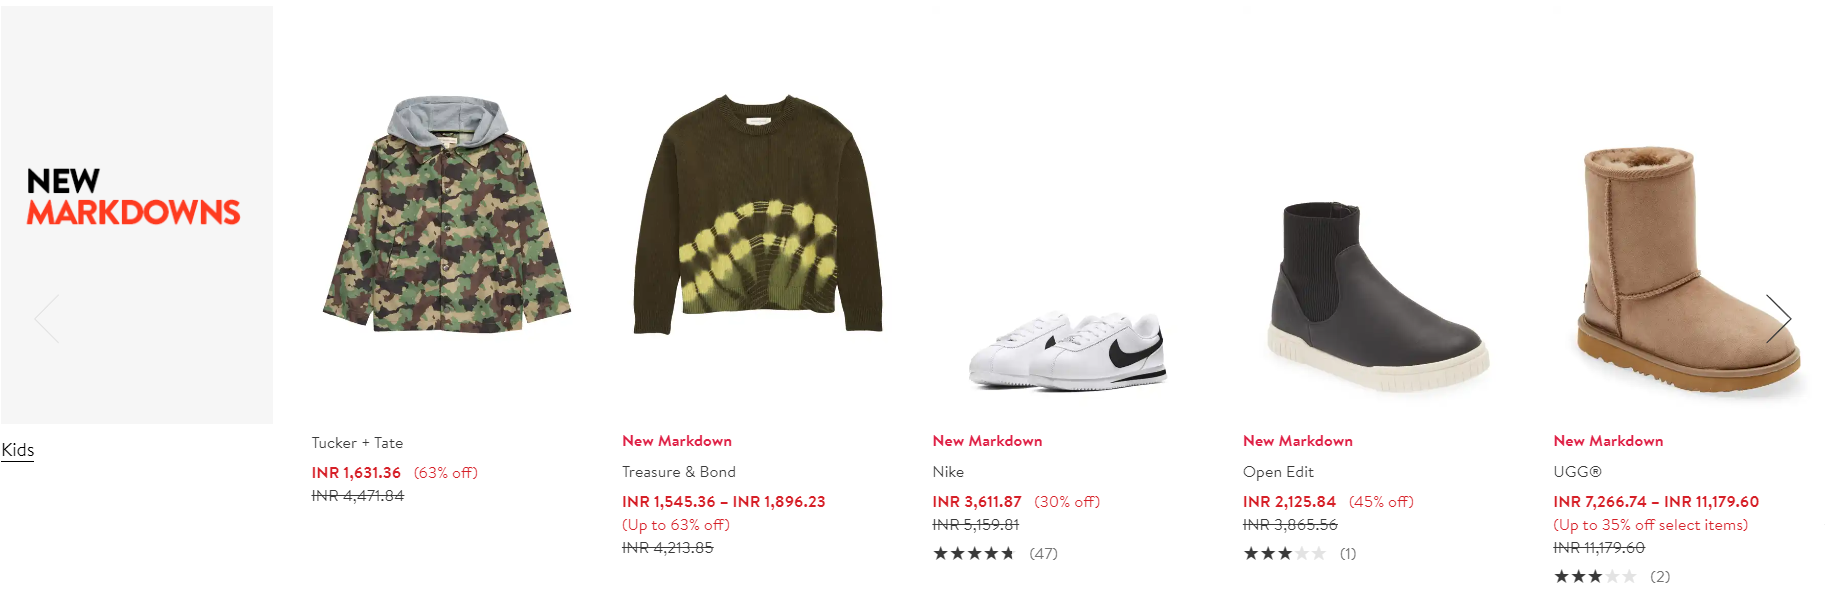 NEW
MARKDOWNS
Kids
Tucker + Tate
INR 1,631.36 (63% off)
INR 4,471.84
New Markdown
Treasure & Bond
INR 1,545.36 – INR 1,896.23
(Up to 63% off)
INR 4,213.85
New Markdown
Nike
INR 3,611.87 (30% off)
INR 5,159.81
(47)
New Markdown
Open Edit
INR 2,125.84 (45% off)
INR 3,865.56
(1)
New Markdown
UGG®
INR 7,266.74 – INR 11,179.60
(Up to 35% off select items)
INR 11,179.60
(2)